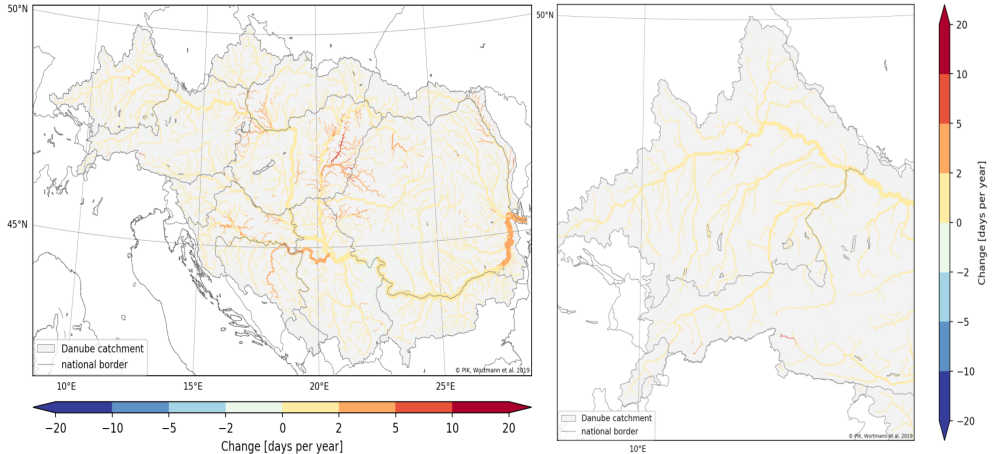 50°N
45°N
Danube catchment
national border
© PIK, Wortmann et al. 2019
10°E 15°E 20°E 25°E
−20 −10 −5 −2 0 2 5 10 20
Change [days per year]
50°N
Danube catchment
national border
© PIK, Wortmann et al. 2019
10°E
20
10
5
2
0
−2
−5
−10
−20
Change [days per year]